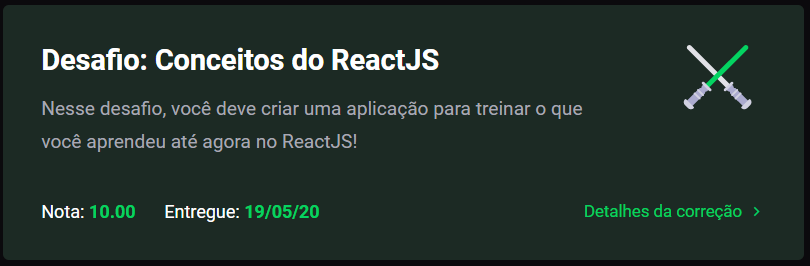 Desafio: Conceitos do ReactJS
Nesse desafio, você deve criar uma aplicação para treinar o que
você aprendeu até agora no ReactJS!
Nota: 10.00 Entregue: 19/05/20 Detalhes da correção >